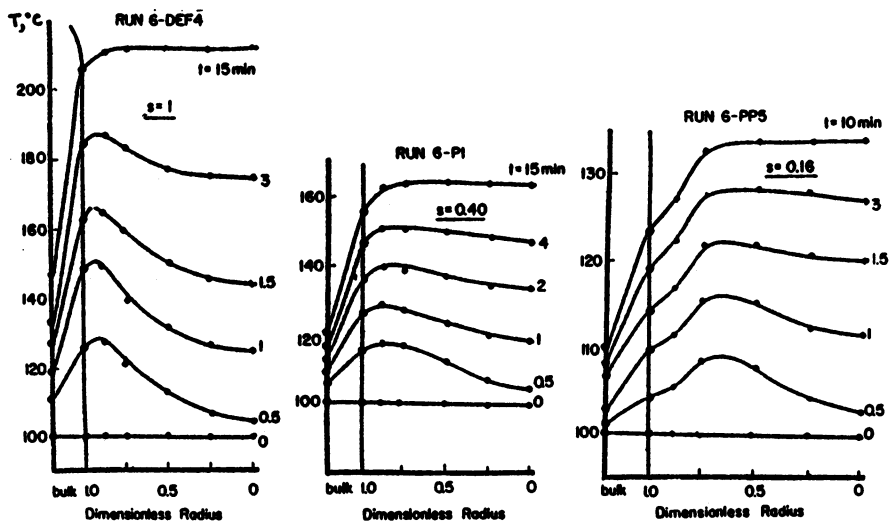 T,°C
RUN 6-DEF4
t = 15 min
200
s = 1
180
3
160
1.5
140
1
120
0.5
100
0
bulk 1.0 0.5 0
Dimensionless Radius
RUN 6-P1
t = 15 min
160
s = 0.40
4
140
2
120
1
0.5
100
0
bulk 1.0 0.5 0
Dimensionless Radius
RUN 6-PP5
t = 10 min
130
s = 0.16
3
120
1.5
1
110
0.5
100
0
bulk 1.0 0.5 0
Dimensionless Radius